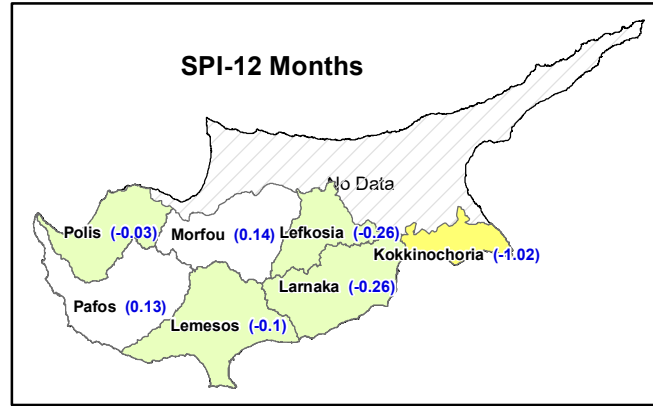 SPI-12 Months
No Data
Polis (-0.03)
Morfou (0.14)
Lefkosia (-0.26)
Kokkinochoria (-1.02)
Pafos (0.13)
Larnaka (-0.26)
Lemesos (-0.1)